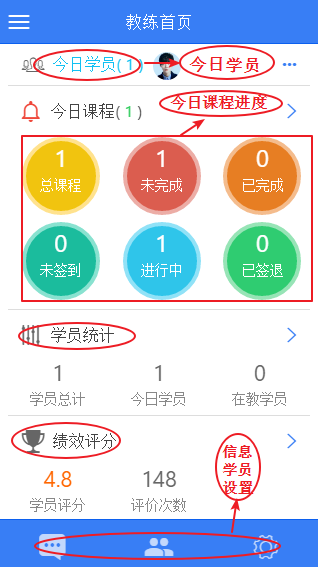 教练首页
今日学员( 1 ) 今日学员
今日课程( 1 ) 今日课程进度
1 1 0
总课程 未完成 已完成
0 1 0
未签到 进行中 已签退
学员统计
1 1 0
学员总计 今日学员 在教学员
绩效评分
4.8 148
学员评分 评价次数
信息
学员
设置